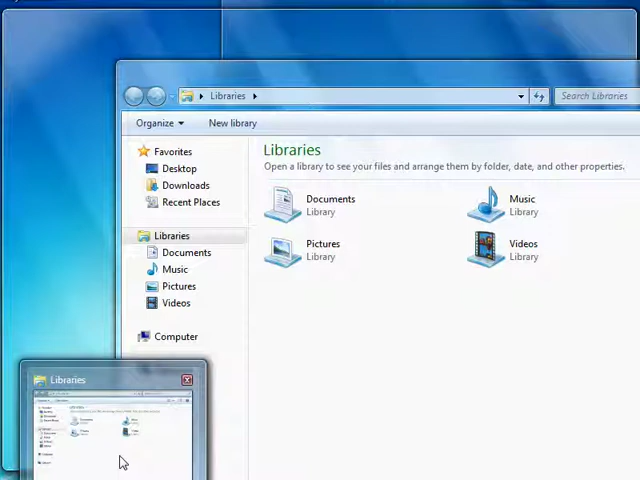 Libraries
Search Libraries
Organize
New library
Favorites
Desktop
Downloads
Recent Places
Libraries
Documents
Music
Pictures
Videos
Computer
Libraries
Open a library to see your files and arrange them by folder, date, and other properties.
Documents
Library
Music
Library
Pictures
Library
Videos
Library
Libraries